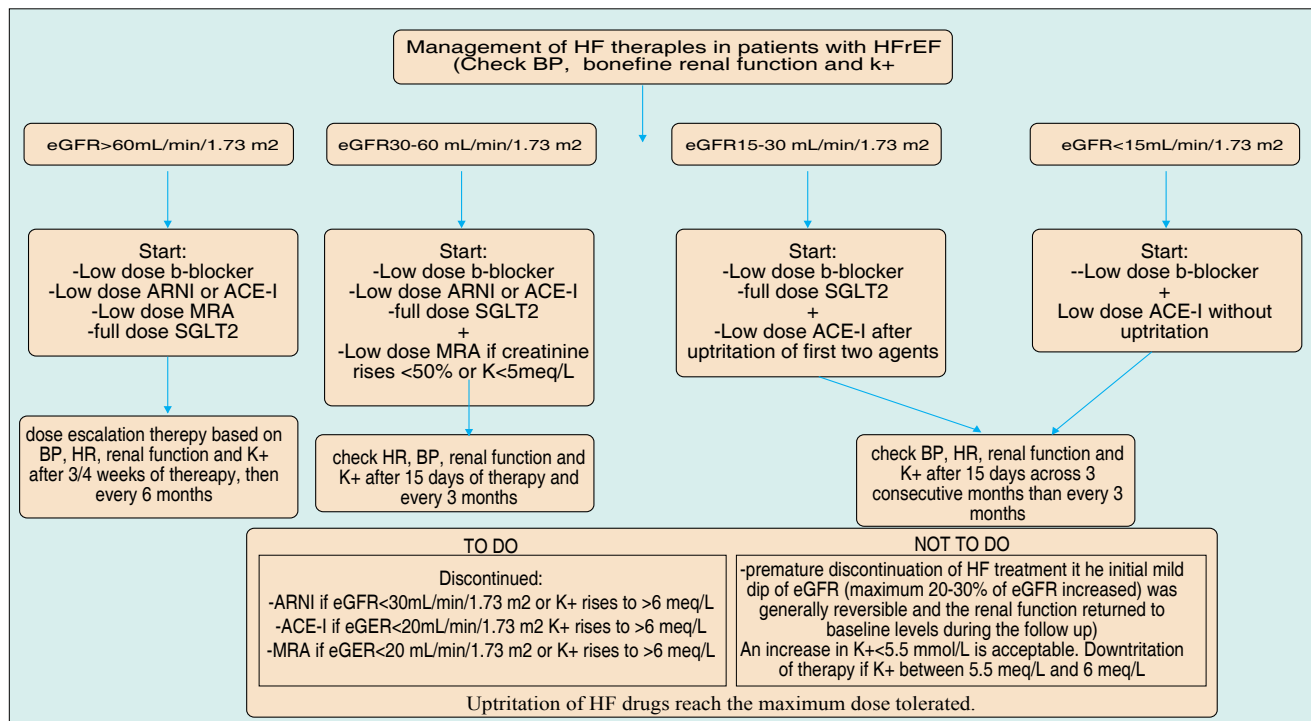 Management of HF theraples in patients with HFrEF
(Check BP, bonefine renal function and k+
eGFR>60mL/min/1.73 m2
eGFR30-60 mL/min/1.73 m2
eGFR15-30 mL/min/1.73 m2
eGFR<15mL/min/1.73 m2
Start:
-Low dose b-blocker
-Low dose ARNI or ACE-I
-Low dose MRA
-full dose SGLT2
Start:
-Low dose b-blocker
-Low dose ARNI or ACE-I
-full dose SGLT2
+
-Low dose MRA if creatinine
rises <50% or K<5meq/L
Start:
-Low dose b-blocker
-full dose SGLT2
+
-Low dose ACE-I after
uptritation of first two agents
Start:
--Low dose b-blocker
+
Low dose ACE-I without
uptritation
dose escalation therepy based on
BP, HR, renal function and K+
after 3/4 weeks of thereapy, then
every 6 months
check HR, BP, renal function and
K+ after 15 days of therapy and
every 3 months
check BP, HR, renal function and
K+ after 15 days across 3
consecutive months than every 3
months
TO DO
Discontinued:
-ARNI if eGFR<30mL/min/1.73 m2 or K+ rises to >6 meq/L
-ACE-I if eGER<20mL/min/1.73 m2 K+ rises to >6 meq/L
-MRA if eGER<20 mL/min/1.73 m2 or K+ rises to >6 meq/L
NOT TO DO
-premature discontinuation of HF treatment it he initial mild
dip of eGFR (maximum 20-30% of eGFR increased) was
generally reversible and the renal function returned to
baseline levels during the follow up)
An increase in K+<5.5 mmol/L is acceptable. Downtritation
of therapy if K+ between 5.5 meq/L and 6 meq/L
Uptritation of HF drugs reach the maximum dose tolerated.